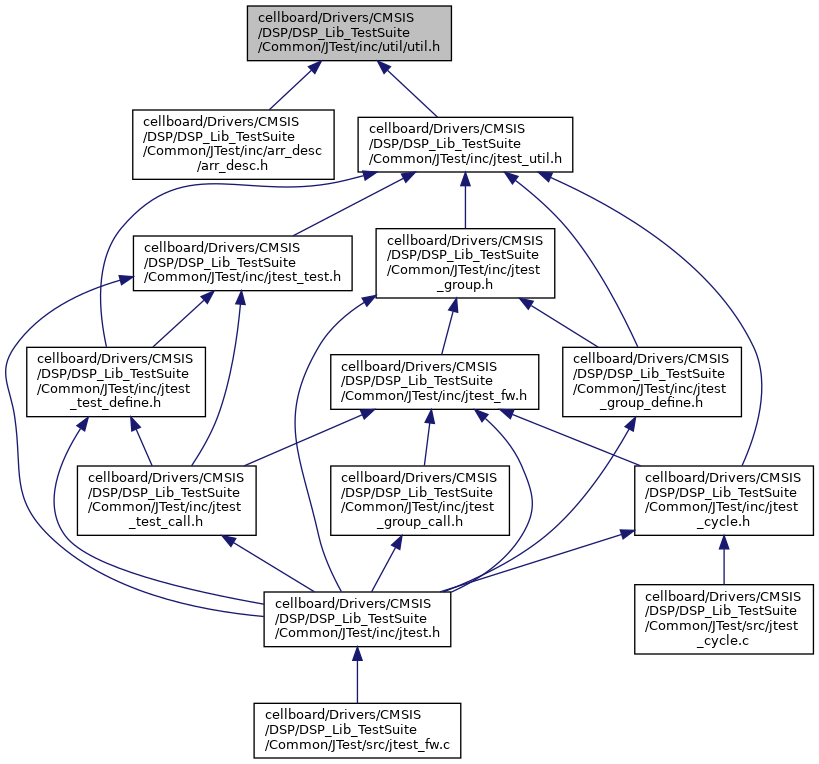 cellboard/Drivers/CMSIS
/DSP/DSP_Lib_TestSuite
/Common/JTest/inc/util/util.h
cellboard/Drivers/CMSIS
/DSP/DSP_Lib_TestSuite
/Common/JTest/inc/arr_desc
/arr_desc.h
cellboard/Drivers/CMSIS
/DSP/DSP_Lib_TestSuite
/Common/JTest/inc/jtest_util.h
cellboard/Drivers/CMSIS
/DSP/DSP_Lib_TestSuite
/Common/JTest/inc/jtest_test.h
cellboard/Drivers/CMSIS
/DSP/DSP_Lib_TestSuite
/Common/JTest/inc/jtest
_group.h
cellboard/Drivers/CMSIS
/DSP/DSP_Lib_TestSuite
/Common/JTest/inc/jtest
_test_define.h
cellboard/Drivers/CMSIS
/DSP/DSP_Lib_TestSuite
/Common/JTest/inc/jtest_fw.h
cellboard/Drivers/CMSIS
/DSP/DSP_Lib_TestSuite
/Common/JTest/inc/jtest
_group_define.h
cellboard/Drivers/CMSIS
/DSP/DSP_Lib_TestSuite
/Common/JTest/inc/jtest
_test_call.h
cellboard/Drivers/CMSIS
/DSP/DSP_Lib_TestSuite
/Common/JTest/inc/jtest
_group_call.h
cellboard/Drivers/CMSIS
/DSP/DSP_Lib_TestSuite
/Common/JTest/inc/jtest
_cycle.h
cellboard/Drivers/CMSIS
/DSP/DSP_Lib_TestSuite
/Common/JTest/inc/jtest.h
cellboard/Drivers/CMSIS
/DSP/DSP_Lib_TestSuite
/Common/JTest/src/jtest
_cycle.c
cellboard/Drivers/CMSIS
/DSP/DSP_Lib_TestSuite
/Common/JTest/src/jtest_fw.c